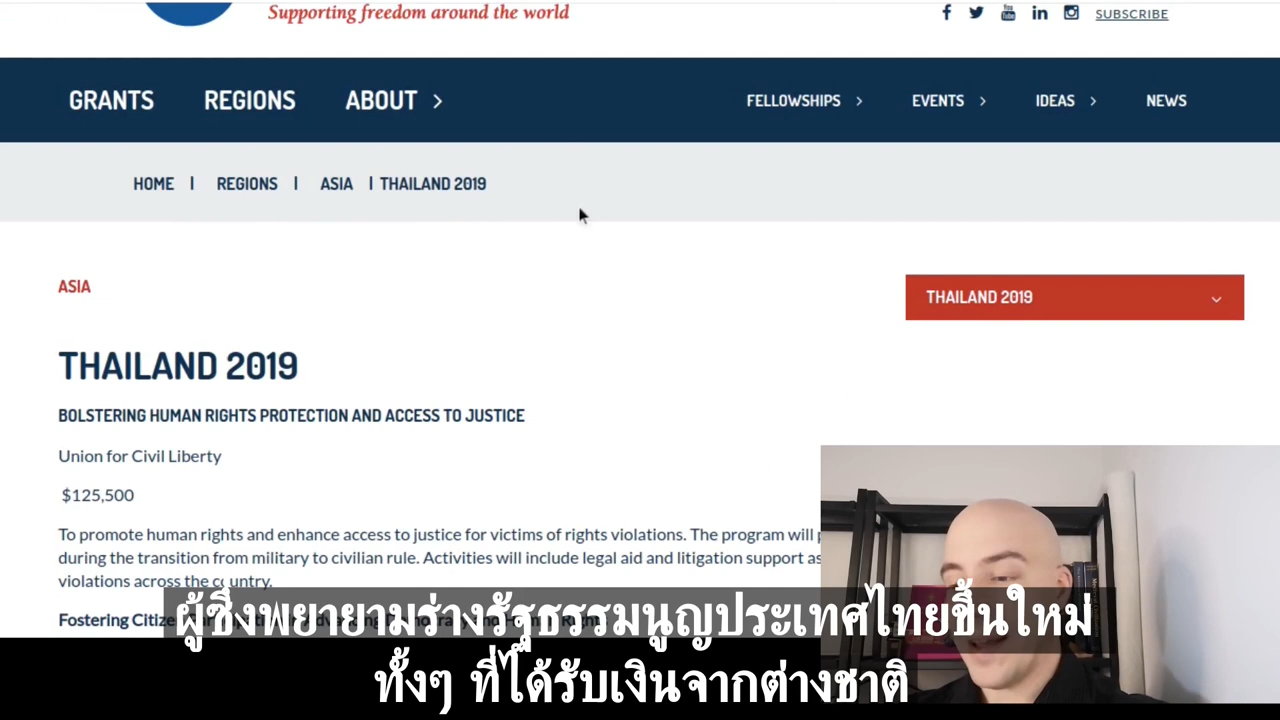 Supporting freedom around the world
SUBSCRIBE
GRANTS REGIONS ABOUT
FELLOWSHIPS EVENTS IDEAS NEWS
HOME | REGIONS | ASIA | THAILAND 2019
ASIA
THAILAND 2019
THAILAND 2019
BOLSTERING HUMAN RIGHTS PROTECTION AND ACCESS TO JUSTICE
Union for Civil Liberty
$125,500
To promote human rights and enhance access to justice for victims of rights violations. The program will
during the transition from military to civilian rule. Activities will include legal aid and litigation support as
violations across the country.
Fostering
ผู้ซึ่งพยายามร่างรัฐธรรมนูญประเทศไทยขึ้นใหม่
ทั้งๆ ที่ได้รับเงินจากต่างชาติ